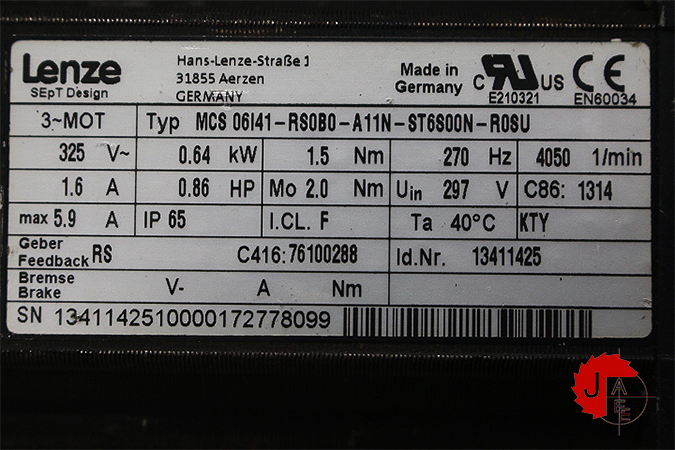 Lenze
SEpT Design
Hans-Lenze-Straße 1
31855 Aerzen
GERMANY
Made in
Germany
C RU US
E210321
CE
EN60034
3~MOT Typ MCS 06I41-RS0B0-A11N-ST6S00N-R0SU
325 V~ 0.64 kW 1.5 Nm 270 Hz 4050 1/min
1.6 A 0.86 HP Mo 2.0 Nm Uin 297 V C86: 1314
max 5.9 A IP 65 I.CL. F Ta 40°C KTY
Geber
Feedback RS C416:76100288 Id.Nr. 13411425
Bremse
Brake V- A Nm
SN 1341142510000172778099
J
A